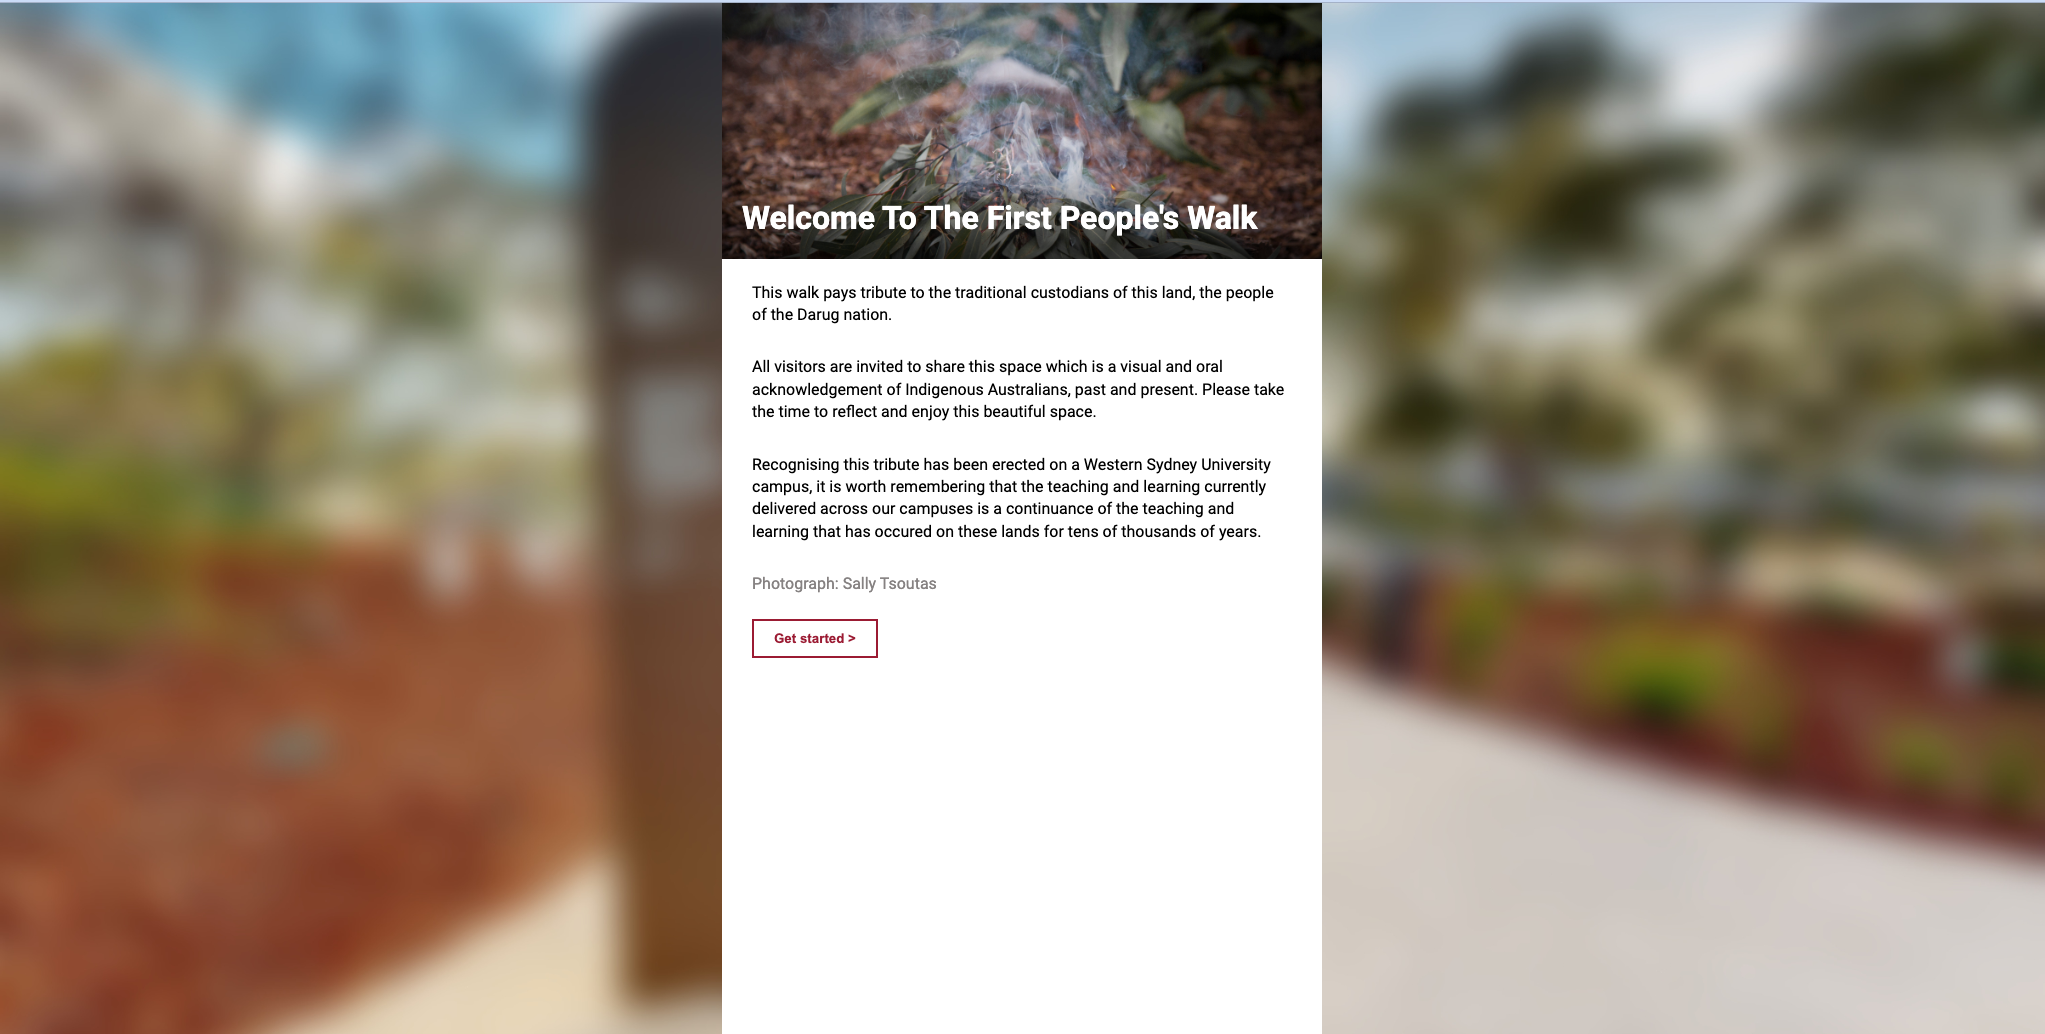 Welcome To The First People's Walk
This walk pays tribute to the traditional custodians of this land, the people
of the Darug nation.
All visitors are invited to share this space which is a visual and oral
acknowledgement of Indigenous Australians, past and present. Please take
the time to reflect and enjoy this beautiful space.
Recognising this tribute has been erected on a Western Sydney University
campus, it is worth remembering that the teaching and learning currently
delivered across our campuses is a continuance of the teaching and
learning that has occured on these lands for tens of thousands of years.
Photograph: Sally Tsoutas
Get started >